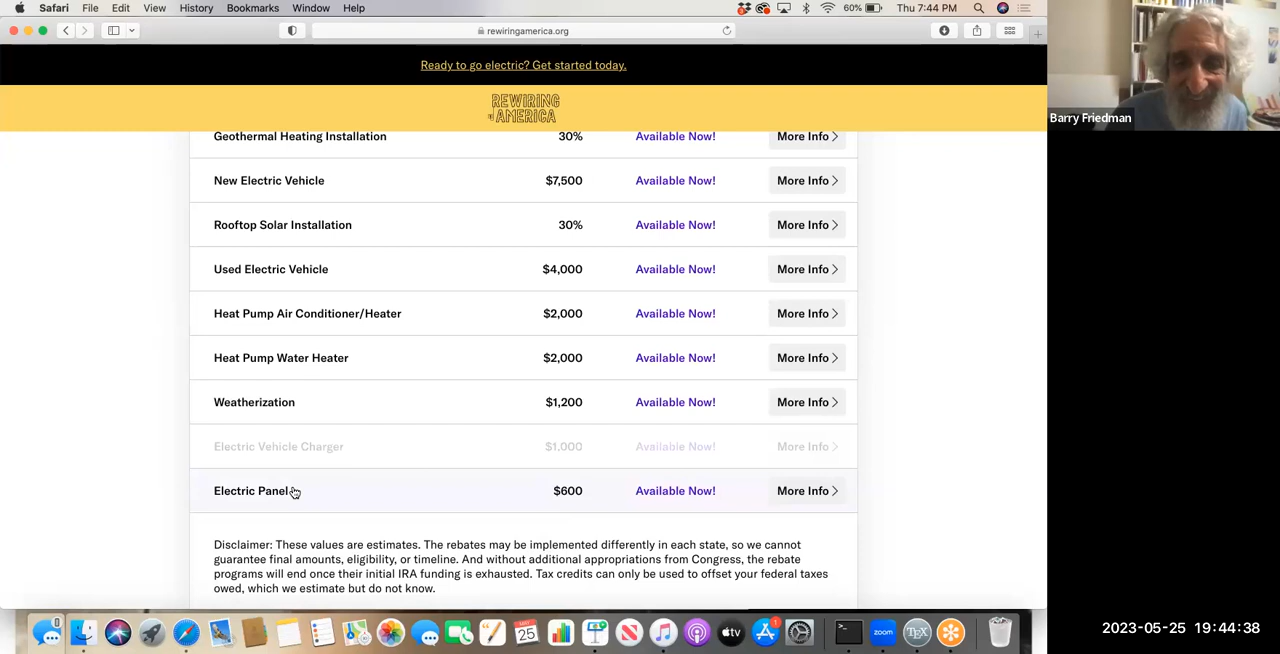 Safari File Edit View History Bookmarks Window Help 60% Thu 7:44 PM
rewiringamerica.org
Ready to go electric? Get started today.
REWIRING
AMERICA
Geothermal Heating Installation 30% Available Now! More Info
New Electric Vehicle $7,500 Available Now! More Info
Rooftop Solar Installation 30% Available Now! More Info
Used Electric Vehicle $4,000 Available Now! More Info
Heat Pump Air Conditioner/Heater $2,000 Available Now! More Info
Heat Pump Water Heater $2,000 Available Now! More Info
Weatherization $1,200 Available Now! More Info
Electric Vehicle Charger $1,000 Available Now! More Info
Electric Panel $600 Available Now! More Info
Disclaimer: These values are estimates. The rebates may be implemented differently in each state, so we cannot
guarantee final amounts, eligibility, or timeline. And without additional appropriations from Congress, the rebate
programs will end once their initial IRA funding is exhausted. Tax credits can only be used to offset your federal taxes
owed, which we estimate but do not know.
Barry Friedman
25
tv
1
zoom
TEX
2023-05-25 19:44:38